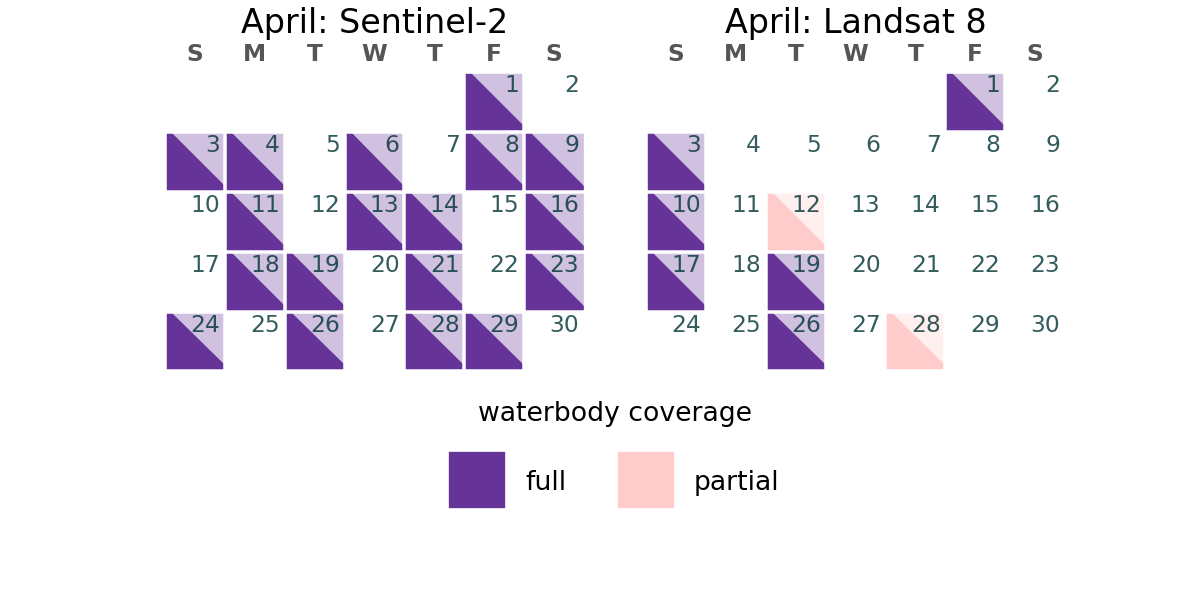 April: Sentinel-2
S M T W T F S
1 2
3 4 5 6 7 8 9
10 11 12 13 14 15 16
17 18 19 20 21 22 23
24 25 26 27 28 29 30
April: Landsat 8
S M T W T F S
1 2
3 4 5 6 7 8 9
10 11 12 13 14 15 16
17 18 19 20 21 22 23
24 25 26 27 28 29 30
waterbody coverage
full partial